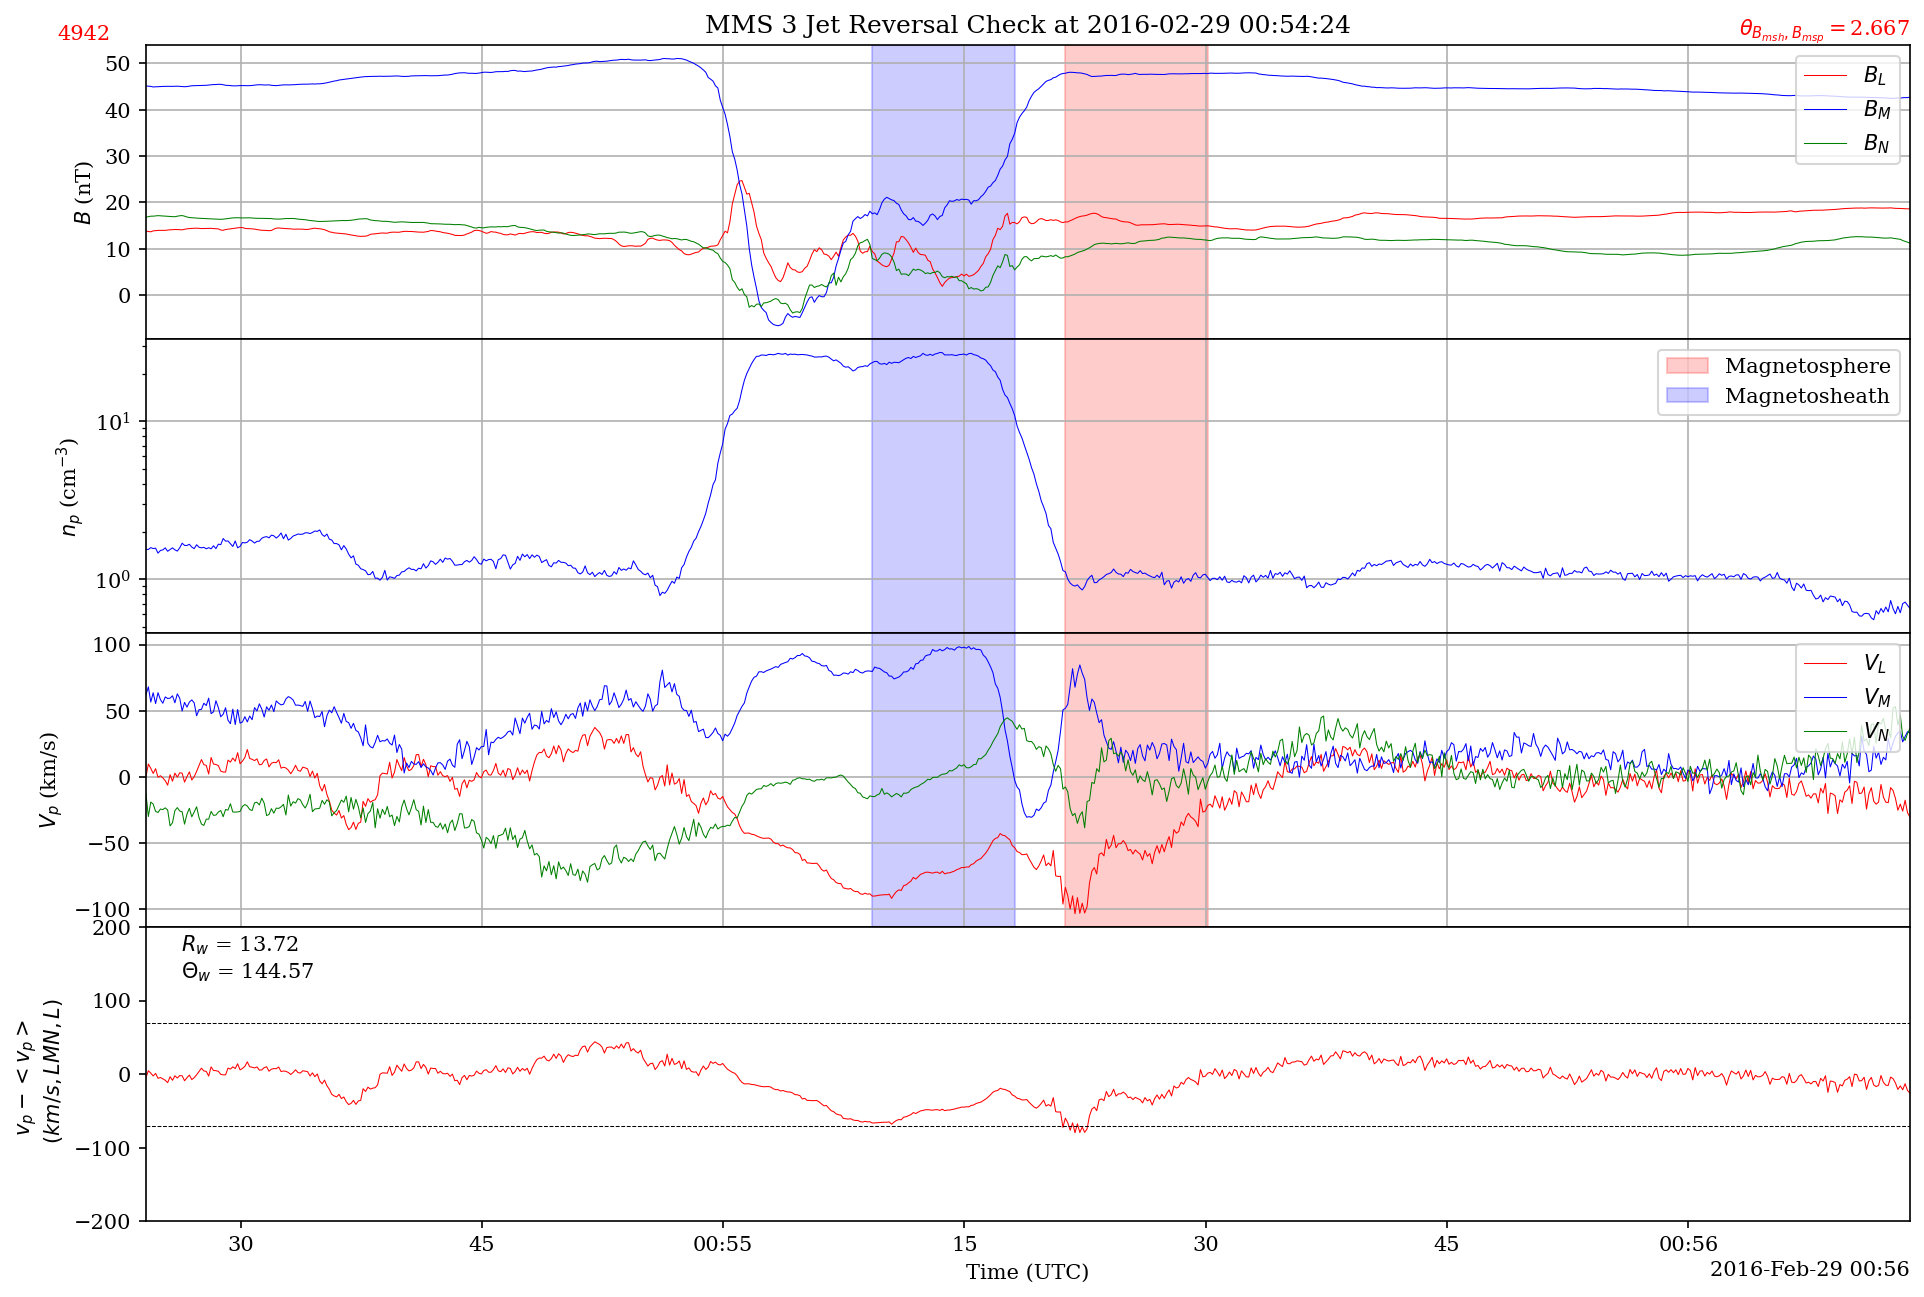 MMS 3 Jet Reversal Check at 2016-02-29 00:54:24
4942
θ_{B_{msh}, B_{msp}} = 2.667
50
40
30
20
10
0
B (nT)
B_L
B_M
B_N
10^1
10^0
n_p (cm^{-3})
Magnetosphere
Magnetosheath
100
50
0
−50
−100
V_p (km/s)
V_L
V_M
V_N
200
100
0
−100
−200
v_p − < v_p >
(km/s, LMN, L)
R_w = 13.72
Θ_w = 144.57
30
45
00:55
15
30
45
00:56
Time (UTC)
2016-Feb-29 00:56